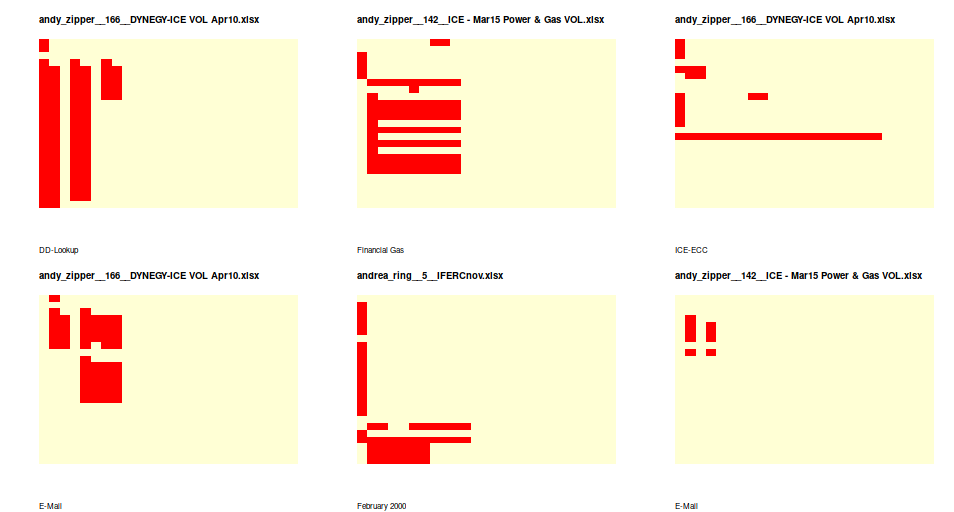 andy_zipper__166__DYNEGY-ICE VOL Apr10.xlsx
andy_zipper__142__ICE - Mar15 Power & Gas VOL.xlsx
andy_zipper__166__DYNEGY-ICE VOL Apr10.xlsx
DD-Lookup
Financial Gas
ICE-ECC
andy_zipper__166__DYNEGY-ICE VOL Apr10.xlsx
andrea_ring__5__IFERCnov.xlsx
andy_zipper__142__ICE - Mar15 Power & Gas VOL.xlsx
E-Mail
February 2000
E-Mail